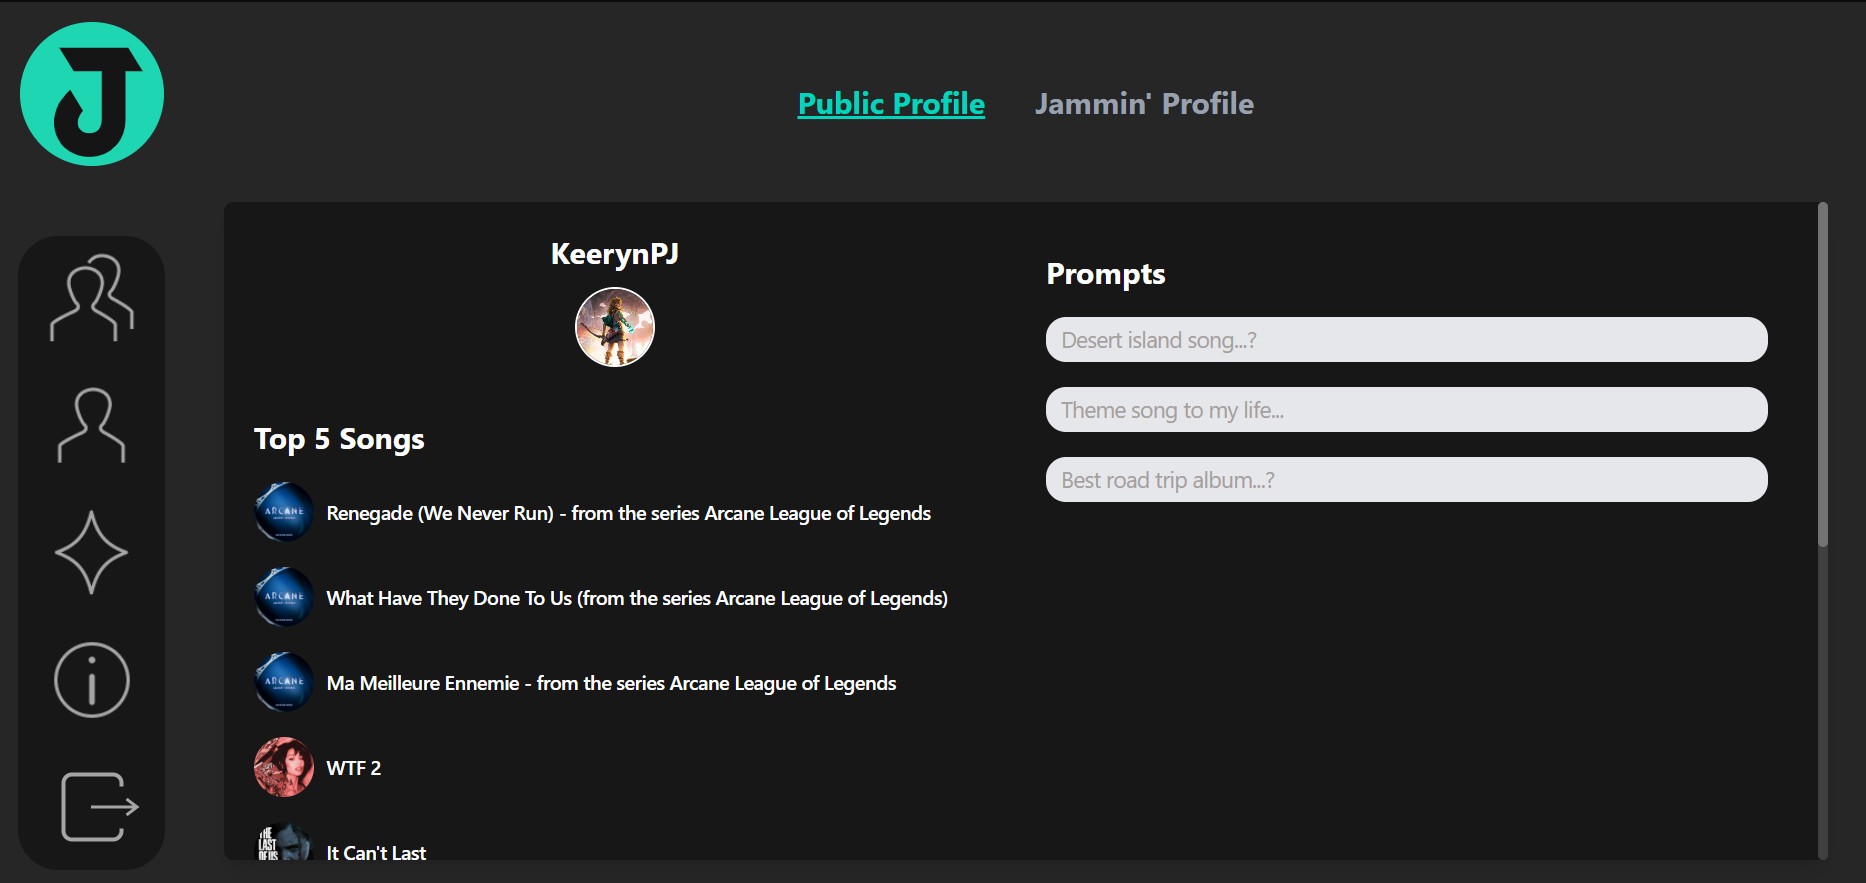 J
Public Profile
Jammin' Profile
KeerynPJ
Top 5 Songs
ARCANE
Renegade (We Never Run) - from the series Arcane League of Legends
ARCANE
What Have They Done To Us (from the series Arcane League of Legends)
ARCANE
Ma Meilleure Ennemie - from the series Arcane League of Legends
WTF 2
THE
LAST
OF US
It Can't Last
Prompts
Desert island song...?
Theme song to my life...
Best road trip album...?